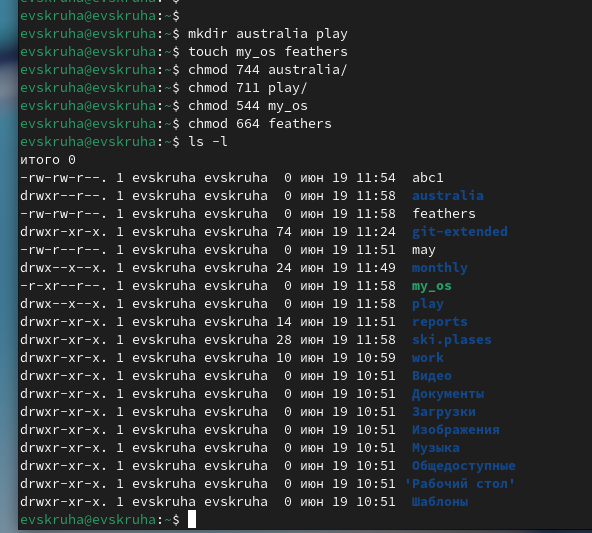 evskruha@evskruha:~$
evskruha@evskruha:~$ mkdir australia play
evskruha@evskruha:~$ touch my_os feathers
evskruha@evskruha:~$ chmod 744 australia/
evskruha@evskruha:~$ chmod 711 play/
evskruha@evskruha:~$ chmod 544 my_os
evskruha@evskruha:~$ chmod 664 feathers
evskruha@evskruha:~$ ls -l
итого 0
-rw-rw-r--. 1 evskruha evskruha  0 июн 19 11:54  abc1
drwxr--r--. 1 evskruha evskruha  0 июн 19 11:58  australia
-rw-rw-r--. 1 evskruha evskruha  0 июн 19 11:58  feathers
drwxr-xr-x. 1 evskruha evskruha 74 июн 19 11:24  git-extended
-rw-r--r--. 1 evskruha evskruha  0 июн 19 11:51  may
drwx--x--x. 1 evskruha evskruha 24 июн 19 11:49  monthly
-r-xr--r--. 1 evskruha evskruha  0 июн 19 11:58  my_os
drwx--x--x. 1 evskruha evskruha  0 июн 19 11:58  play
drwxr-xr-x. 1 evskruha evskruha 14 июн 19 11:51  reports
drwxr-xr-x. 1 evskruha evskruha 28 июн 19 11:58  ski.plases
drwxr-xr-x. 1 evskruha evskruha 10 июн 19 10:59  work
drwxr-xr-x. 1 evskruha evskruha  0 июн 19 10:51  Видео
drwxr-xr-x. 1 evskruha evskruha  0 июн 19 10:51  Документы
drwxr-xr-x. 1 evskruha evskruha  0 июн 19 10:51  Загрузки
drwxr-xr-x. 1 evskruha evskruha  0 июн 19 10:51  Изображения
drwxr-xr-x. 1 evskruha evskruha  0 июн 19 10:51  Музыка
drwxr-xr-x. 1 evskruha evskruha  0 июн 19 10:51  Общедоступные
drwxr-xr-x. 1 evskruha evskruha  0 июн 19 10:51 'Рабочий стол'
drwxr-xr-x. 1 evskruha evskruha  0 июн 19 10:51  Шаблоны
evskruha@evskruha:~$